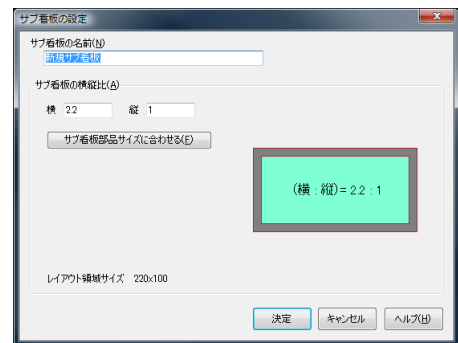 サブ看板の設定
サブ看板の名前(N)
新規サブ看板
サブ看板の横縦比(A)
横 2.2 縦 1
サブ看板部品サイズに合わせる(F)
(横 : 縦) = 2.2 : 1
レイアウト領域サイズ 220x100
決定 キャンセル ヘルプ(H)